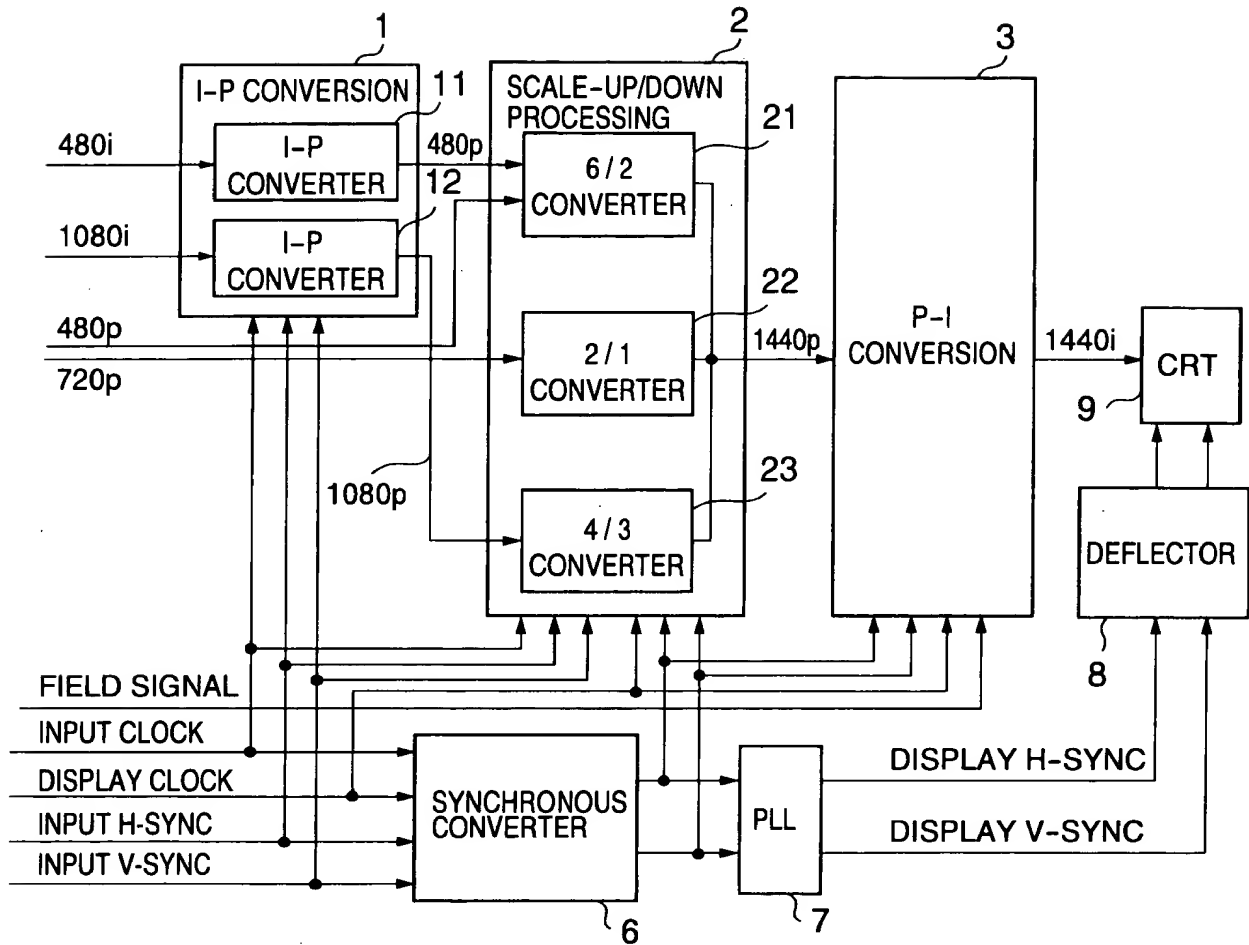 1
I-P CONVERSION
11
480i
I-P
CONVERTER
480p
12
1080i
I-P
CONVERTER
480p
720p
1080p
2
SCALE-UP/DOWN
PROCESSING
21
6/2
CONVERTER
22
2/1
CONVERTER
1440p
23
4/3
CONVERTER
3
P-I
CONVERSION
1440i
CRT
9
DEFLECTOR
8
FIELD SIGNAL
INPUT CLOCK
DISPLAY CLOCK
INPUT H-SYNC
INPUT V-SYNC
SYNCHRONOUS
CONVERTER
6
PLL
7
DISPLAY H-SYNC
DISPLAY V-SYNC